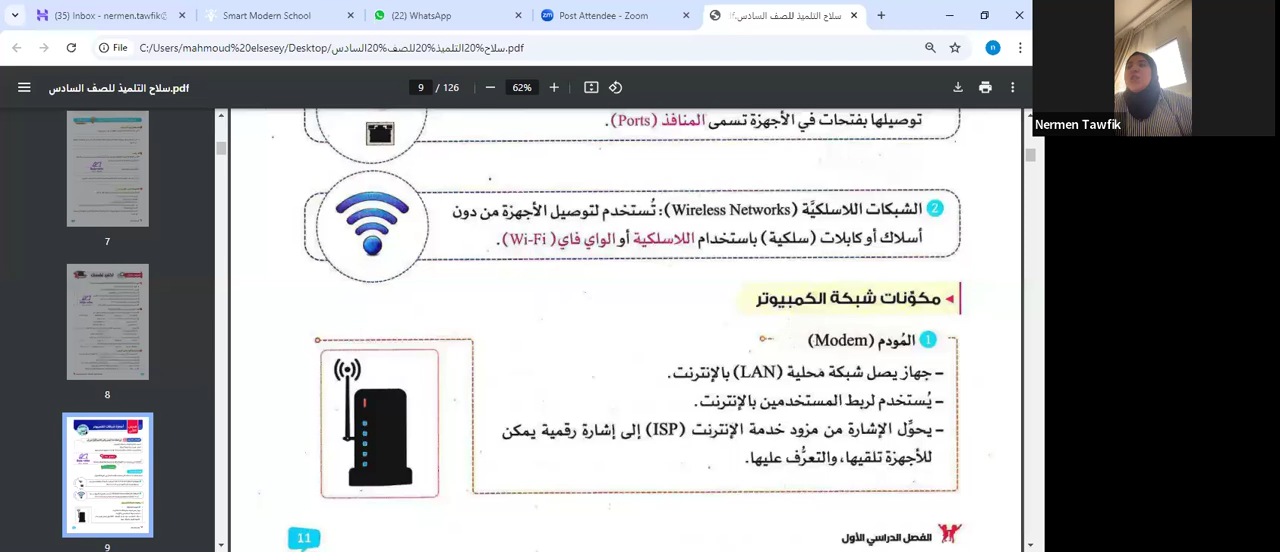 (35) Inbox - nermen.tawfik@
Smart Modern School
(22) WhatsApp
Post Attendee - Zoom
سلاح التلميذ للصف السادس.f:
File
C:/Users/mahmoud%20elsesey/Desktop/سلاح%20التلميذ%20للصف%20السادس.pdf
n
سلاح التلميذ للصف السادس.pdf
9 / 126
62%
7
8
9
توصيلها بفتحات في الأجهزة تسمى المنافذ (Ports).
2 الشبكات اللاسلكيَّة (Wireless Networks): تُستخدم لتوصيل الأجهزة من دون
أسلاك أو كابلات (سلكية) باستخدام اللاسلكية أو الواي فاي (Wi-Fi).
مكوّنات شبكة الكمبيوتر
1 المُودم (Modem)
- جهاز يصل شبكة محلية (LAN) بالإنترنت.
- يُستخدم لربط المستخدمين بالإنترنت.
- يحوِّل الإشارة من مزود خدمة الإنترنت (ISP) إلى إشارة رقمية يمكن
للأجهزة تلقيها، والتعرُّف عليها.
الفصل الدراسي الأول
11
Nermen Tawfik